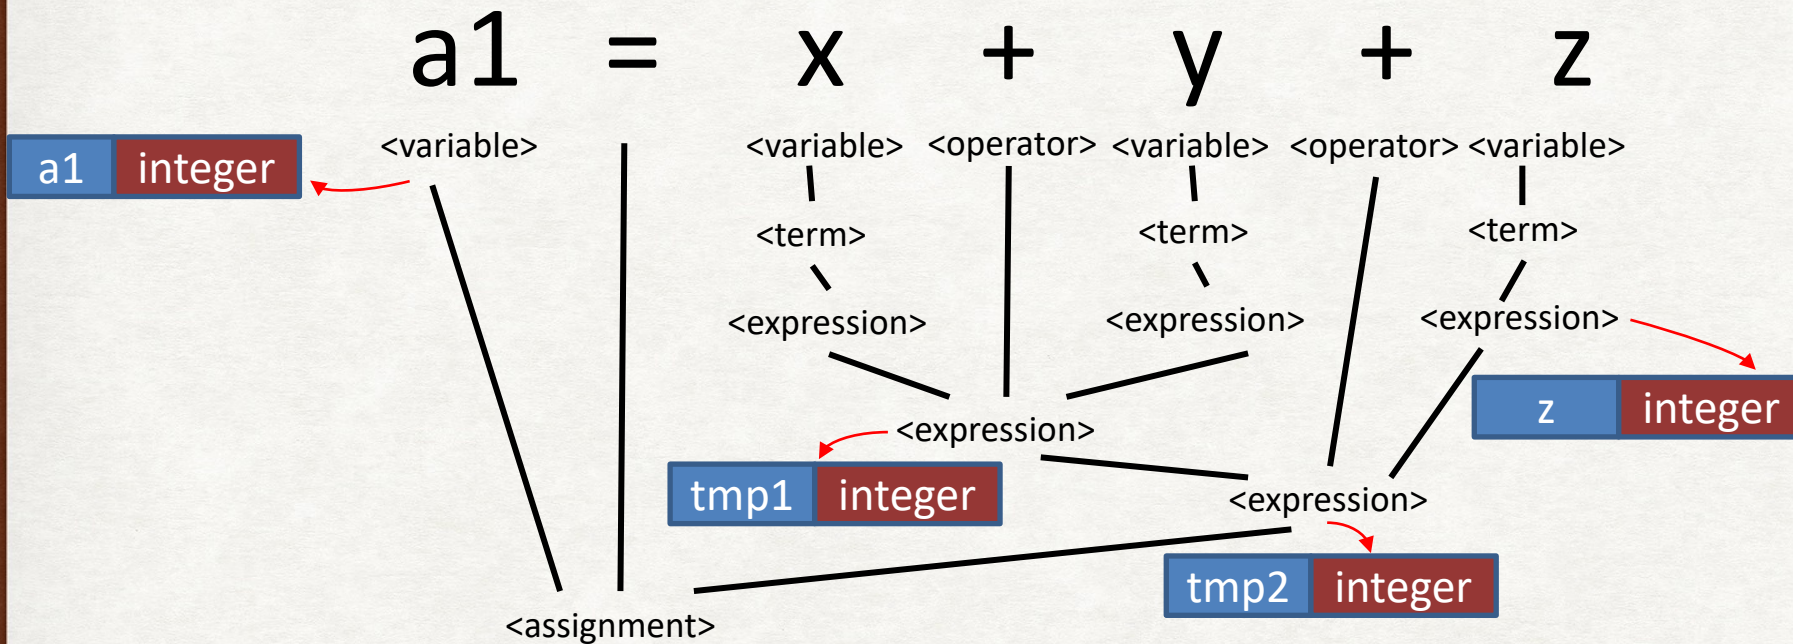 a1 = x + y + z
<variable> <variable> <operator> <variable> <operator> <variable>
a1 integer
<term> <term> <term>
<expression> <expression> <expression>
z integer
<expression>
tmp1 integer
<expression>
tmp2 integer
<assignment>